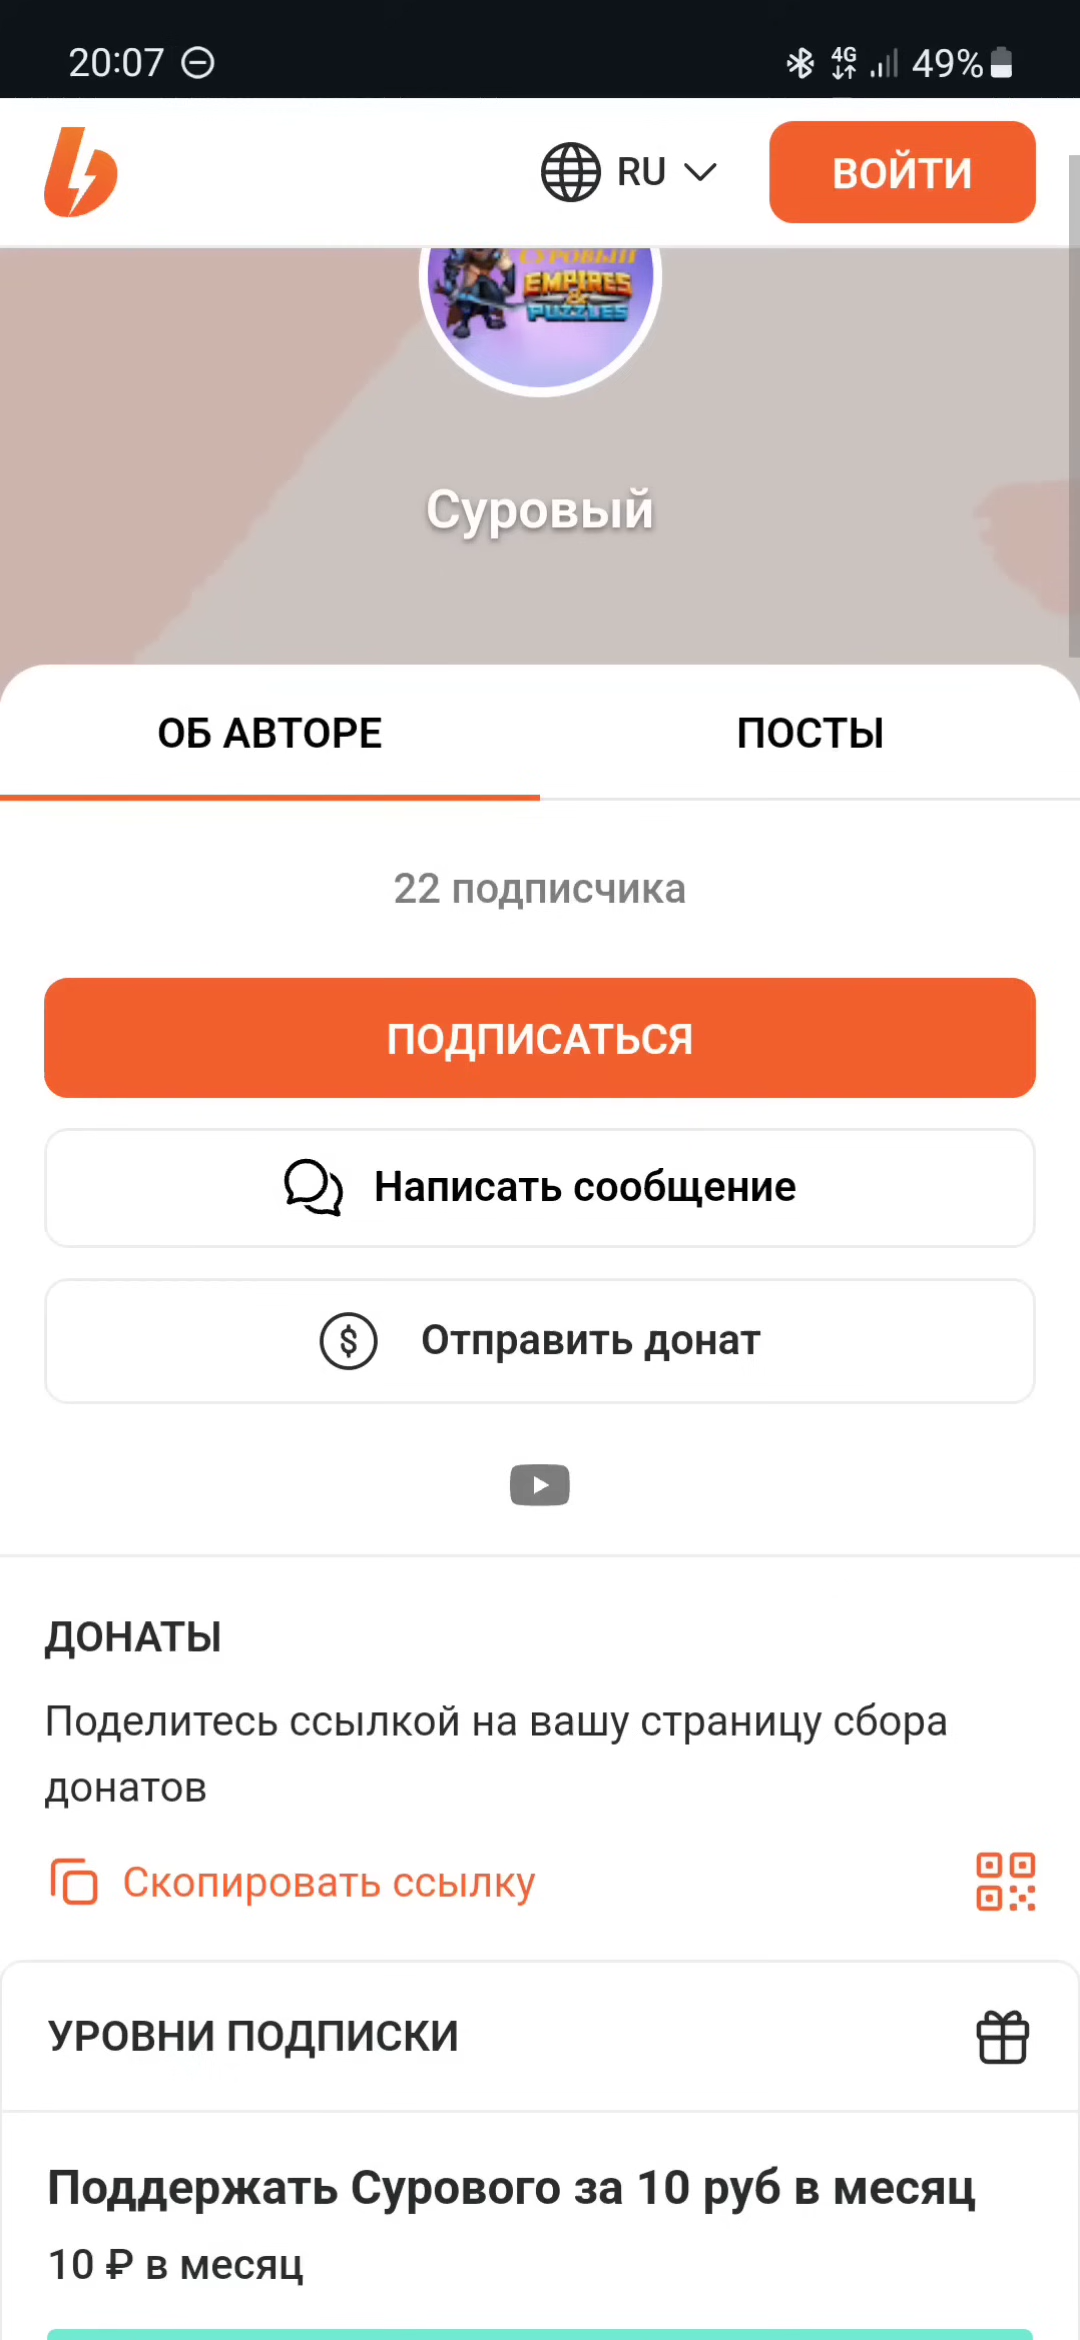 20:07
4G
49%
RU
ВОЙТИ
СУРОВЫЙ
EMPIRES
&
PUZZLES
Суровый
ОБ АВТОРЕ
ПОСТЫ
22 подписчика
ПОДПИСАТЬСЯ
Написать сообщение
Отправить донат
ДОНАТЫ
Поделитесь ссылкой на вашу страницу сбора
донатов
Скопировать ссылку
УРОВНИ ПОДПИСКИ
Поддержать Сурового за 10 руб в месяц
10 ₽ в месяц